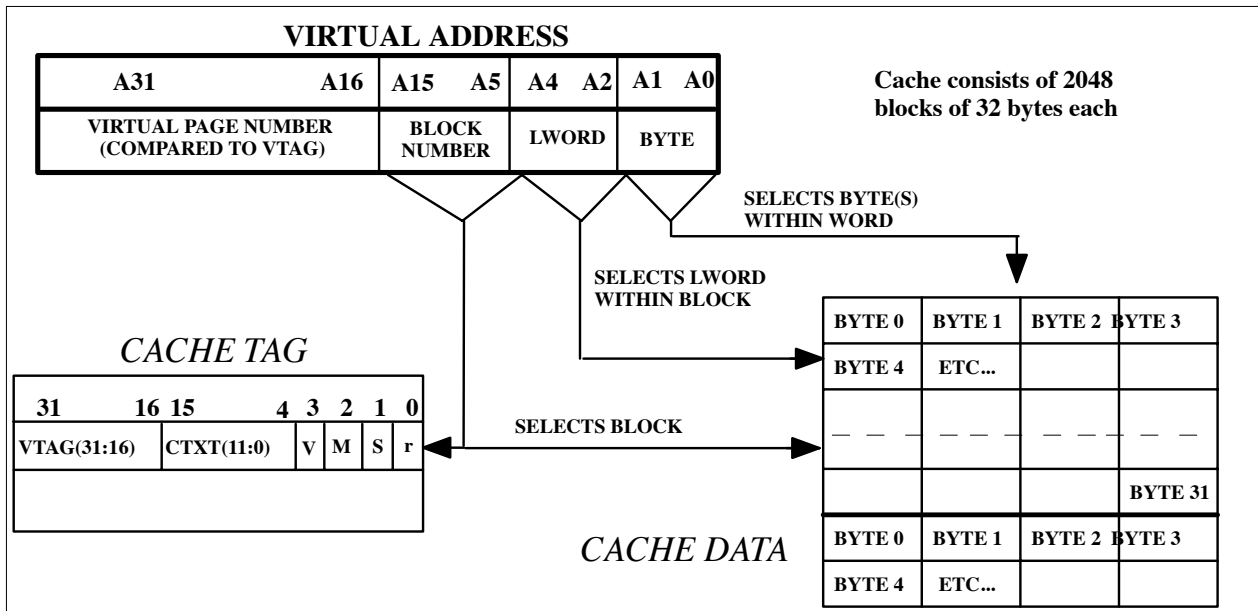 VIRTUAL ADDRESS
A31 A16 A15 A5 A4 A2 A1 A0
VIRTUAL PAGE NUMBER
(COMPARED TO VTAG)
BLOCK
NUMBER
LWORD
BYTE
Cache consists of 2048
blocks of 32 bytes each
SELECTS BYTE(S)
WITHIN WORD
SELECTS LWORD
WITHIN BLOCK
CACHE TAG
31 16 15 4 3 2 1 0
VTAG(31:16) CTXT(11:0) V M S r
SELECTS BLOCK
BYTE 0 BYTE 1 BYTE 2 BYTE 3
BYTE 4 ETC...
BYTE 31
BYTE 0 BYTE 1 BYTE 2 BYTE 3
BYTE 4 ETC...
CACHE DATA